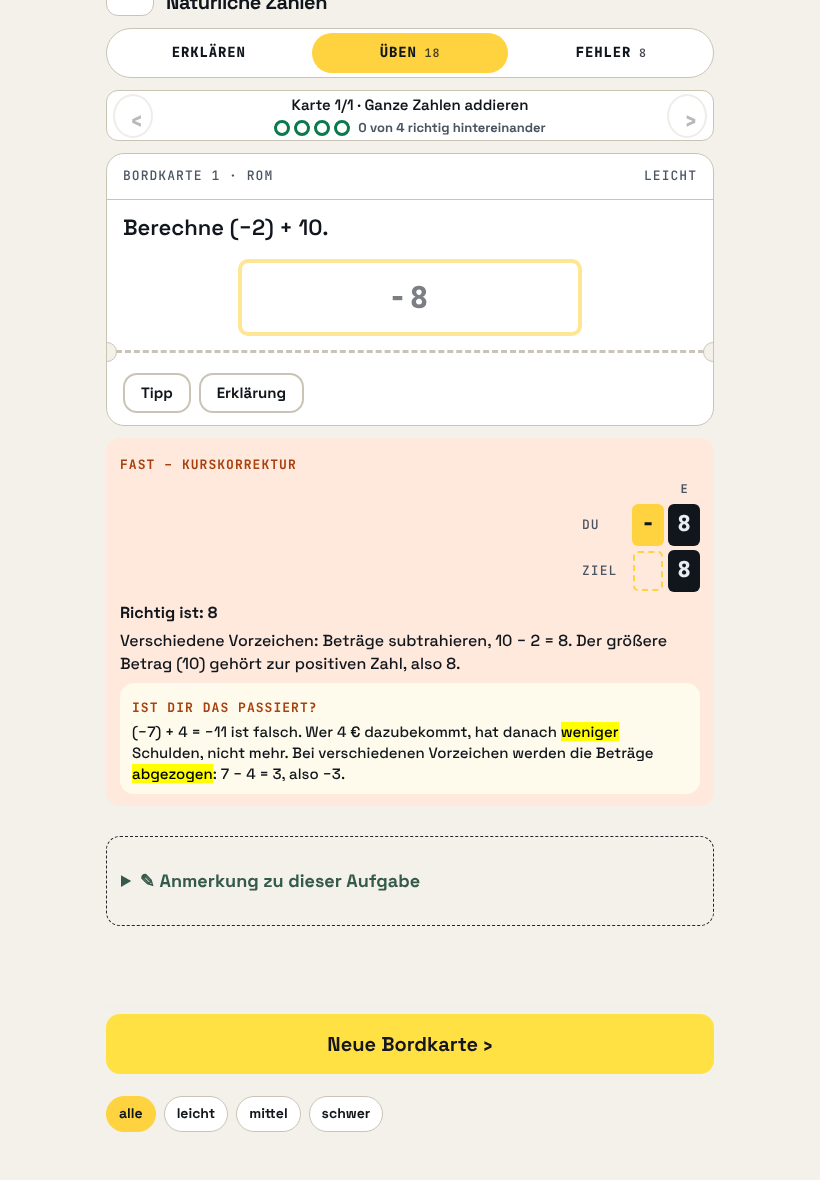 Natürliche Zahlen
ERKLÄREN ÜBEN 18 FEHLER 8
< Karte 1/1 · Ganze Zahlen addieren >
0 von 4 richtig hintereinander
BORDKARTE 1 · ROM LEICHT
Berechne (−2) + 10.
-8
Tipp Erklärung
FAST – KURSKORREKTUR
E
DU - 8
ZIEL 8
Richtig ist: 8
Verschiedene Vorzeichen: Beträge subtrahieren, 10 − 2 = 8. Der größere
Betrag (10) gehört zur positiven Zahl, also 8.
IST DIR DAS PASSIERT?
(−7) + 4 = −11 ist falsch. Wer 4 € dazubekommt, hat danach weniger
Schulden, nicht mehr. Bei verschiedenen Vorzeichen werden die Beträge
abgezogen: 7 − 4 = 3, also −3.
▶ ✎ Anmerkung zu dieser Aufgabe
Neue Bordkarte >
alle leicht mittel schwer